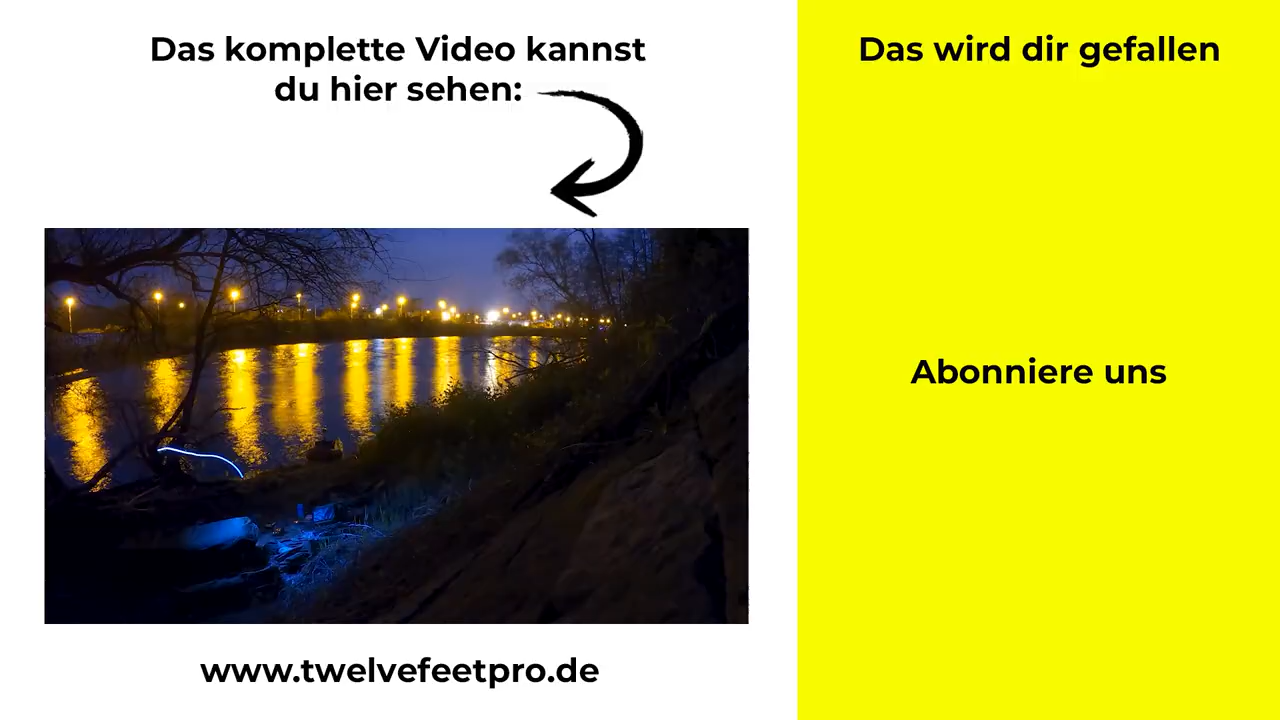 Das komplette Video kannst
du hier sehen:
www.twelvefeetpro.de
Das wird dir gefallen
Abonniere uns